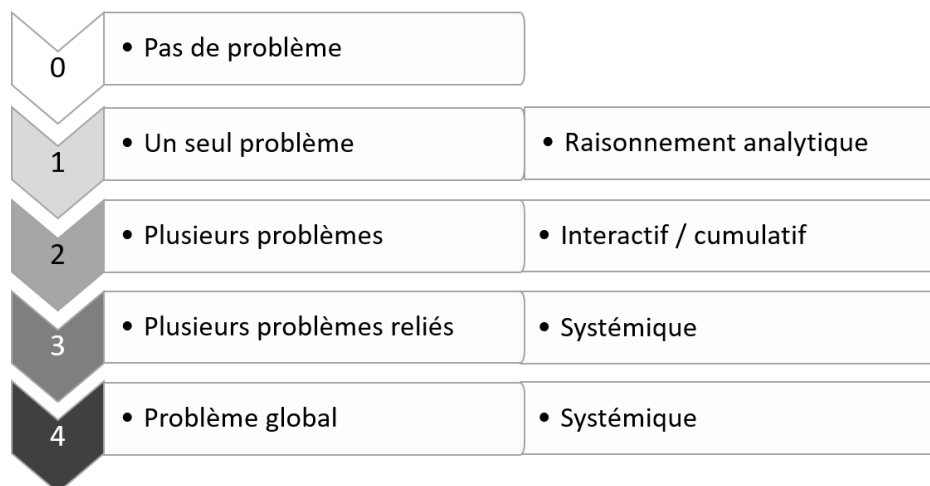 0
• Pas de problème
1
• Un seul problème
• Raisonnement analytique
2
• Plusieurs problèmes
• Interactif / cumulatif
3
• Plusieurs problèmes reliés
• Systémique
4
• Problème global
• Systémique